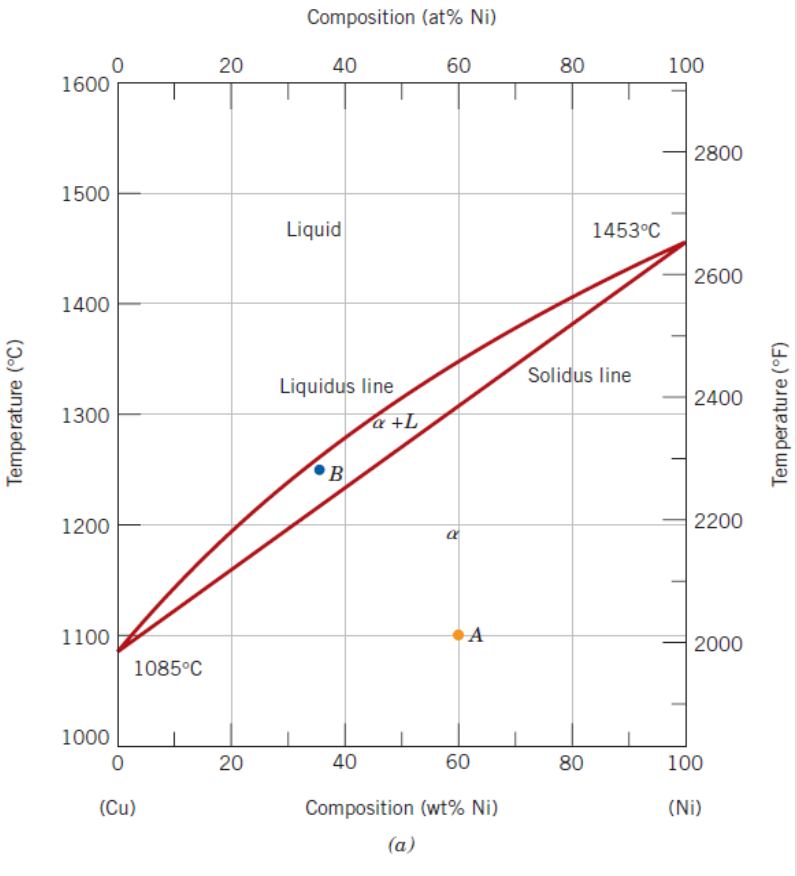 Composition (at% Ni)
0 20 40 60 80 100
1600
2800
1500
Liquid
1453°C
2600
1400
Temperature (°C)
Temperature (°F)
Liquidus line
Solidus line
2400
1300
α +L
B
1200
2200
α
1100
A
2000
1085°C
1000
0 20 40 60 80 100
(Cu) Composition (wt% Ni) (Ni)
(a)